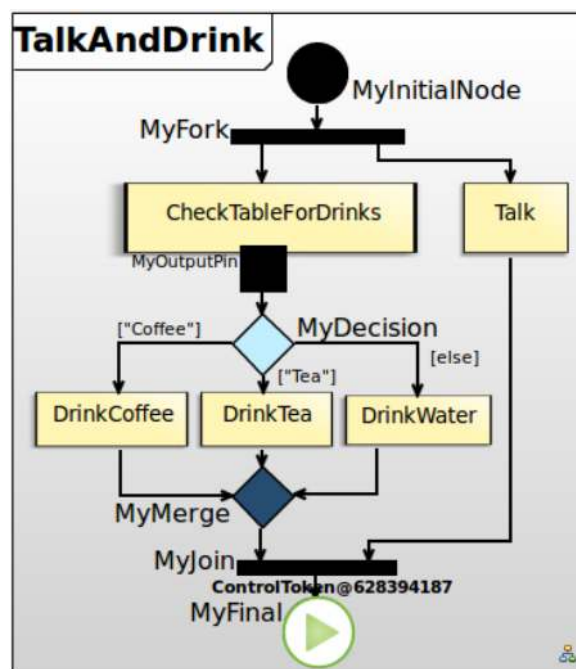 TalkAndDrink
MyInitialNode
MyFork
CheckTableForDrinks
Talk
MyOutputPin
MyDecision
["Coffee"]
[else]
["Tea"]
DrinkCoffee
DrinkTea
DrinkWater
MyMerge
MyJoin
ControlToken@628394187
MyFinal